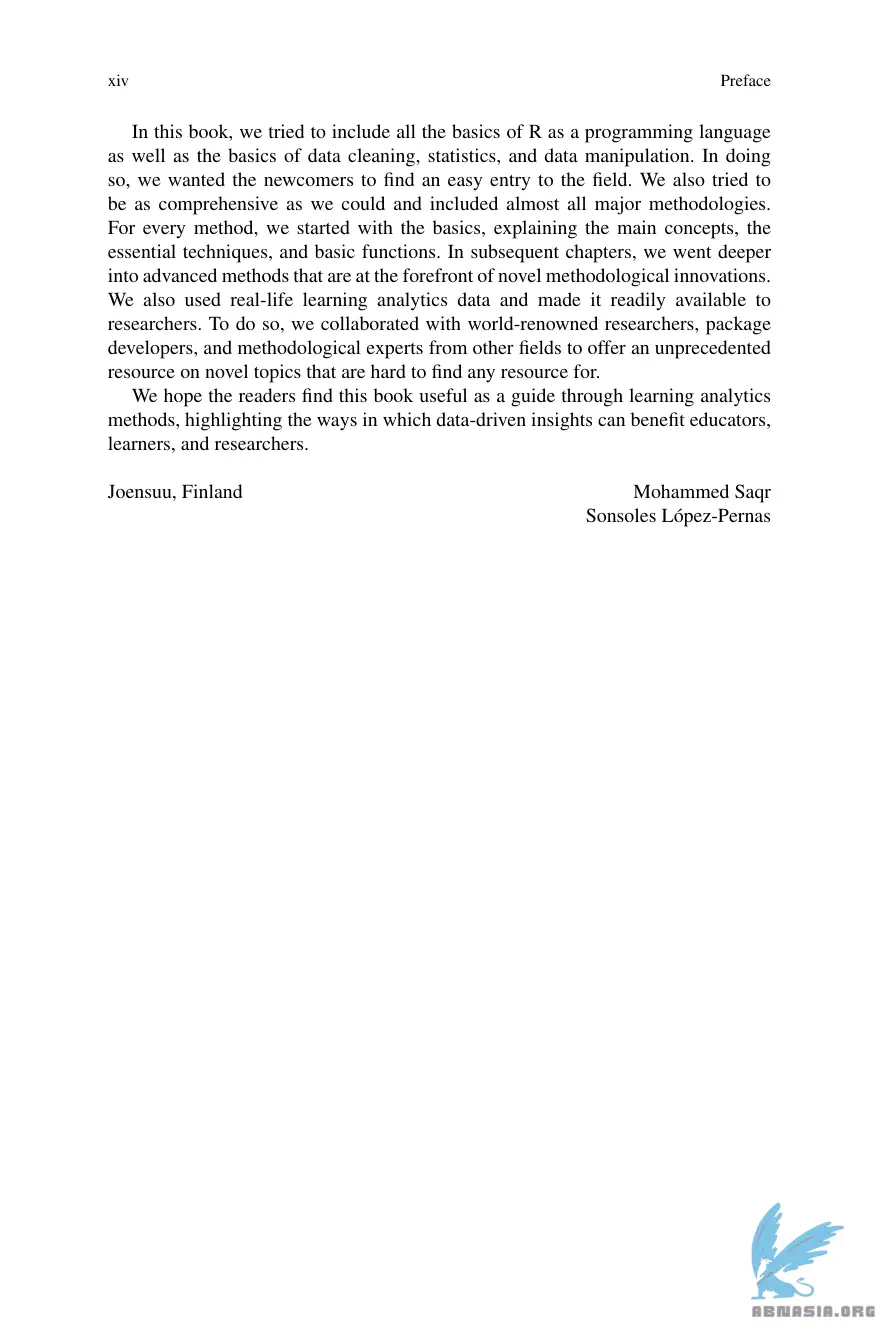 xiv Preface
In this book, we tried to include all the basics of R as a programming language
as well as the basics of data cleaning, statistics, and data manipulation. In doing
so, we wanted the newcomers to find an easy entry to the field. We also tried to
be as comprehensive as we could and included almost all major methodologies.
For every method, we started with the basics, explaining the main concepts, the
essential techniques, and basic functions. In subsequent chapters, we went deeper
into advanced methods that are at the forefront of novel methodological innovations.
We also used real-life learning analytics data and made it readily available to
researchers. To do so, we collaborated with world-renowned researchers, package
developers, and methodological experts from other fields to offer an unprecedented
resource on novel topics that are hard to find any resource for.
We hope the readers find this book useful as a guide through learning analytics
methods, highlighting the ways in which data-driven insights can benefit educators,
learners, and researchers.
Joensuu, Finland Mohammed Saqr
Sonsoles López-Pernas
ABNASIA.ORG